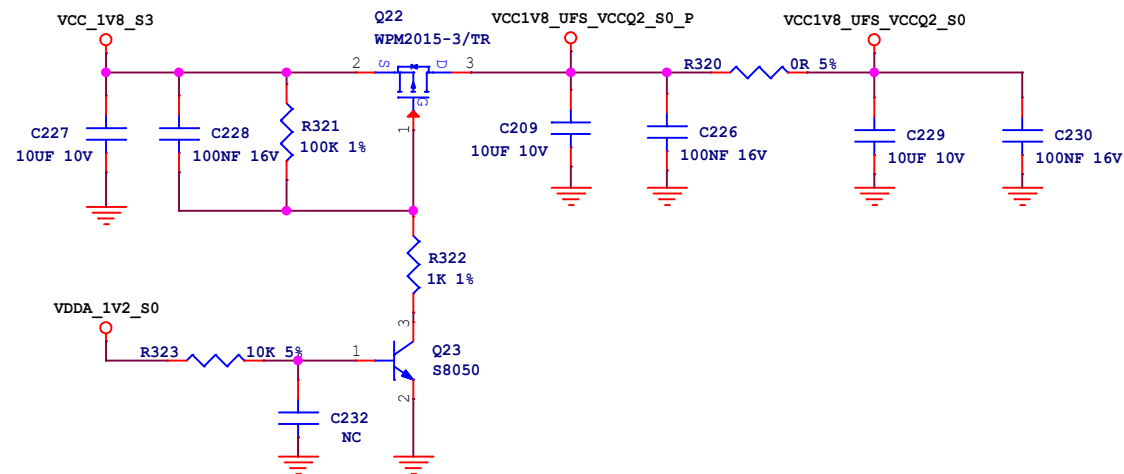 VCC_1V8_S3
Q22
WPM2015-3/TR
VCC1V8_UFS_VCCQ2_S0_P
VCC1V8_UFS_VCCQ2_S0
2
S
D
3
G
1
R320
0R 5%
C227
10UF 10V
C228
100NF 16V
R321
100K 1%
C209
10UF 10V
C226
100NF 16V
C229
10UF 10V
C230
100NF 16V
R322
1K 1%
VDDA_1V2_S0
R323
10K 5%
1
3
Q23
S8050
2
C232
NC